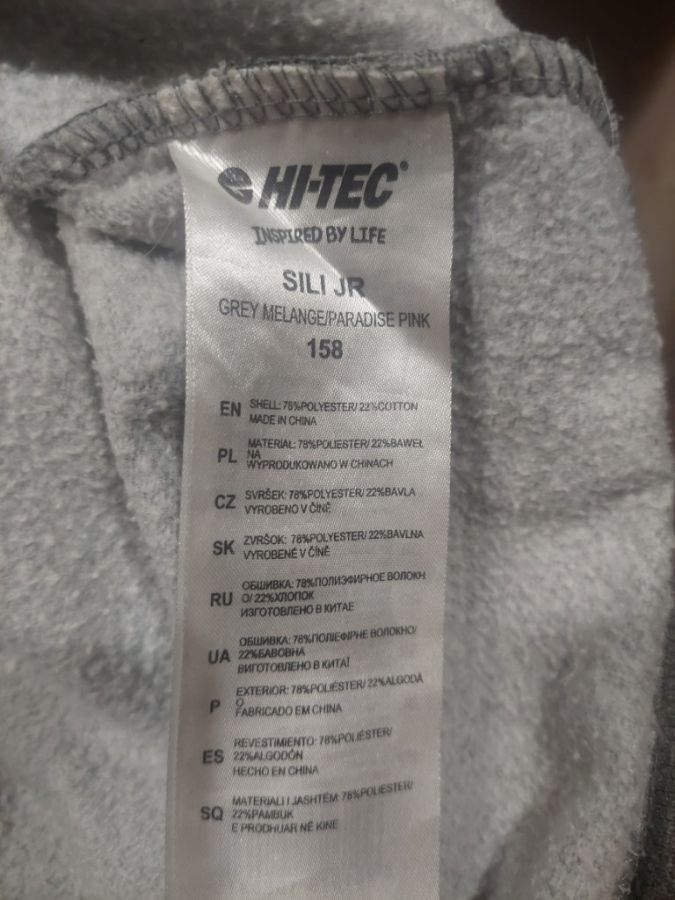 HI-TEC®
INSPIRED BY LIFE
SILI JR
GREY MELANGE/PARADISE PINK
158
EN SHELL: 78%POLYESTER/ 22%COTTON
MADE IN CHINA
PL MATERIAŁ: 78%POLIESTER/ 22%BAWEŁ
NA
WYPRODUKOWANO W CHINACH
CZ SVRŠEK: 78%POLYESTER/ 22%BAVLA
VYROBENO V ČÍNĚ
SK ZVRŠOK: 78%POLYESTER/ 22%BAVLNA
VYROBENÉ V ČÍNE
RU ОБШИВКА: 78%ПОЛИЭФИРНОЕ ВОЛОКН
О/ 22%ХЛОПОК
ИЗГОТОВЛЕНО В КИТАЕ
UA ОБШИВКА: 78%ПОЛІЕФІРНЕ ВОЛОКНО/
22%БАВОВНА
ВИГОТОВЛЕНО В КИТАЇ
P EXTERIOR: 78%POLIÉSTER/ 22%ALGODÃ
O
FABRICADO EM CHINA
ES REVESTIMIENTO: 78%POLIÉSTER/
22%ALGODÓN
HECHO EN CHINA
SQ MATERIALI I JASHTËM: 78%POLIESTER/
22%PAMBUK
E PRODHUAR NË KINË